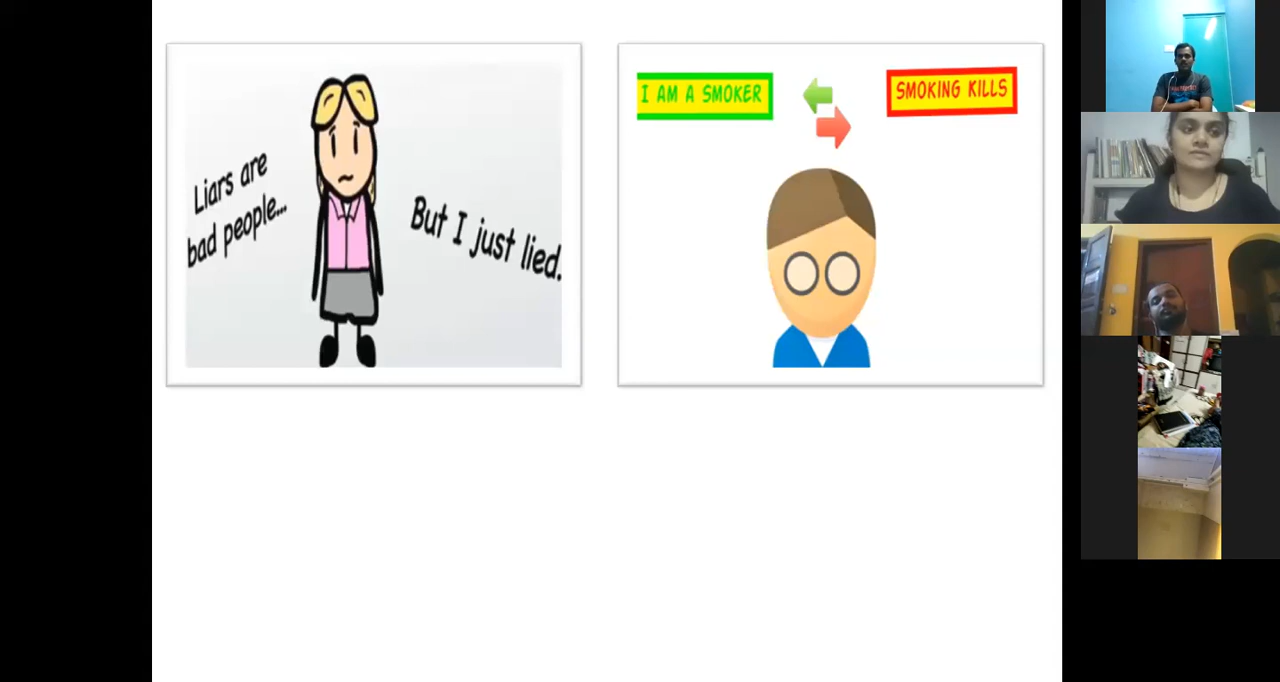 Liars are
bad people...
But I just lied.
I AM A SMOKER
SMOKING KILLS